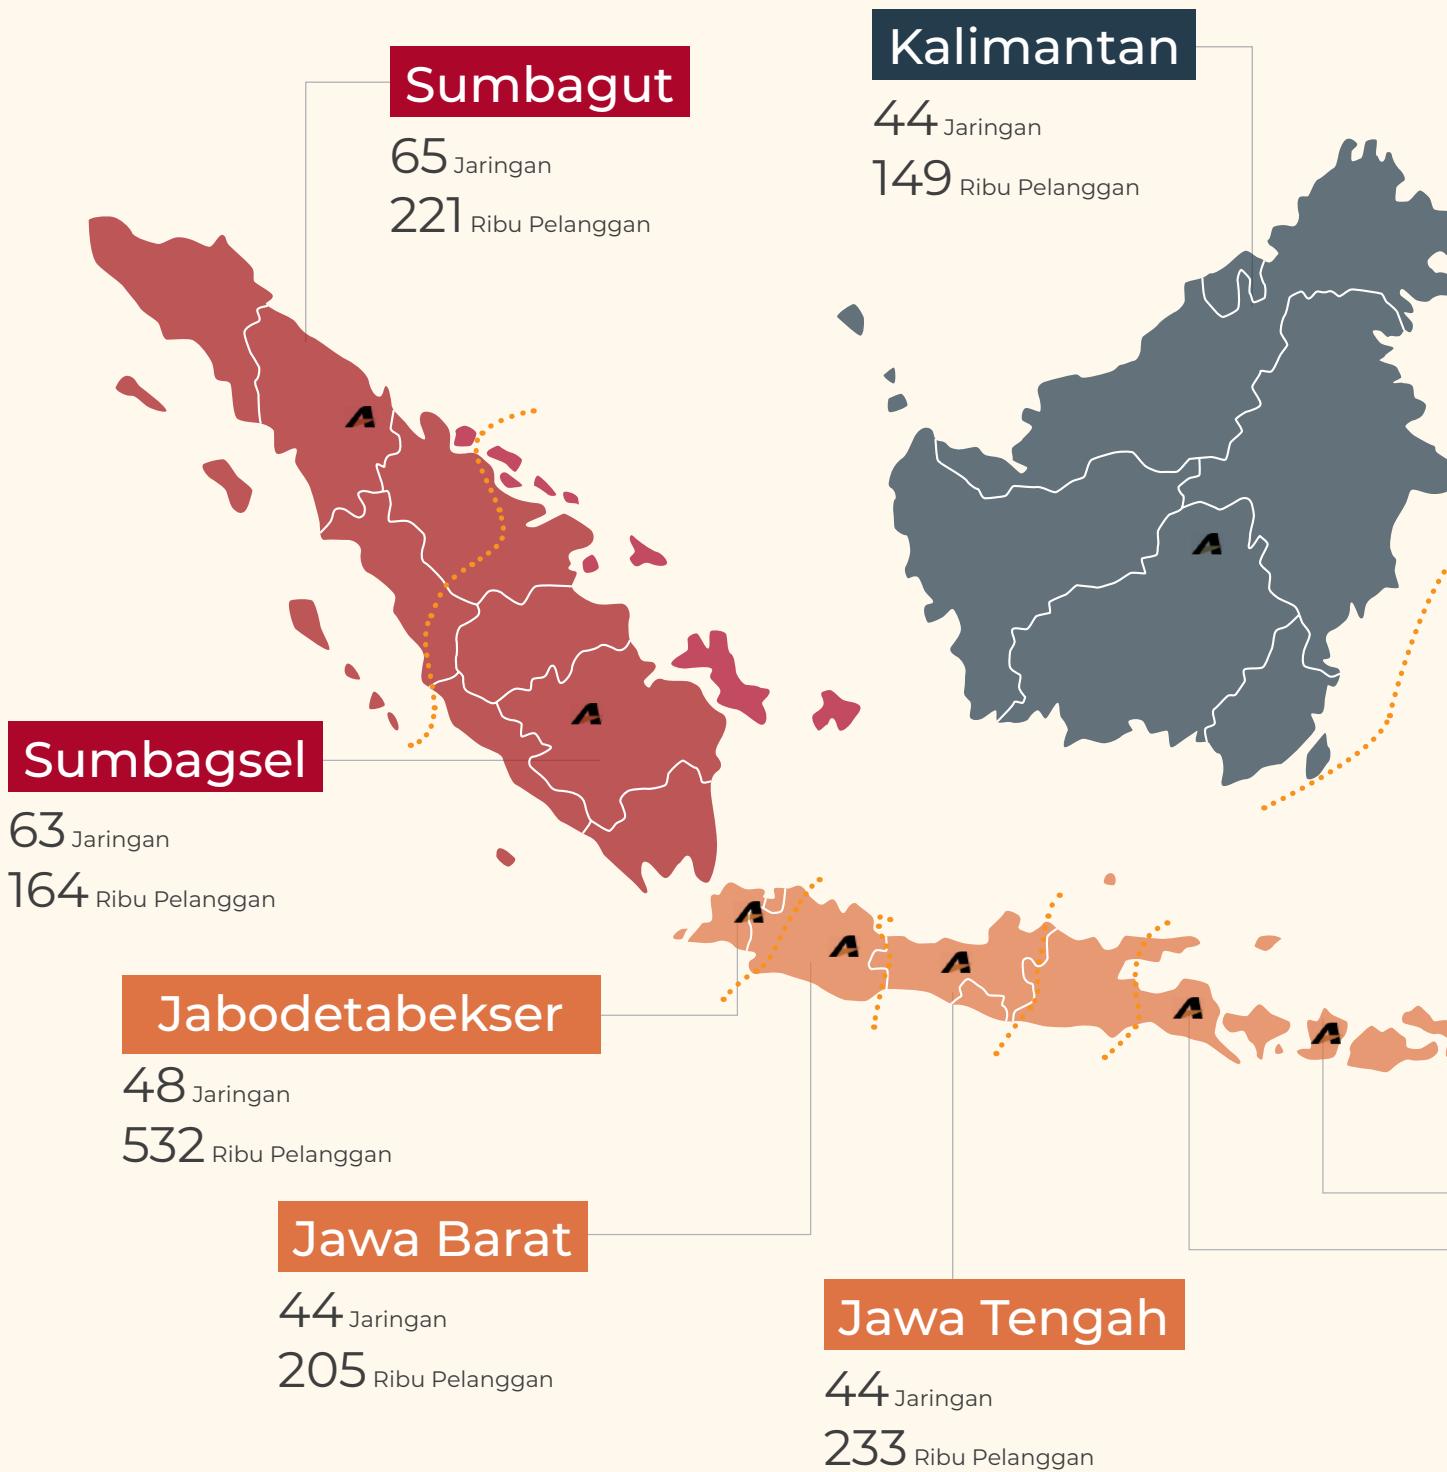 Kalimantan
44 Jaringan
149 Ribu Pelanggan
Sumbagut
65 Jaringan
221 Ribu Pelanggan
Sumbagsel
63 Jaringan
164 Ribu Pelanggan
Jabodetabekser
48 Jaringan
532 Ribu Pelanggan
Jawa Barat
44 Jaringan
205 Ribu Pelanggan
Jawa Tengah
44 Jaringan
233 Ribu Pelanggan